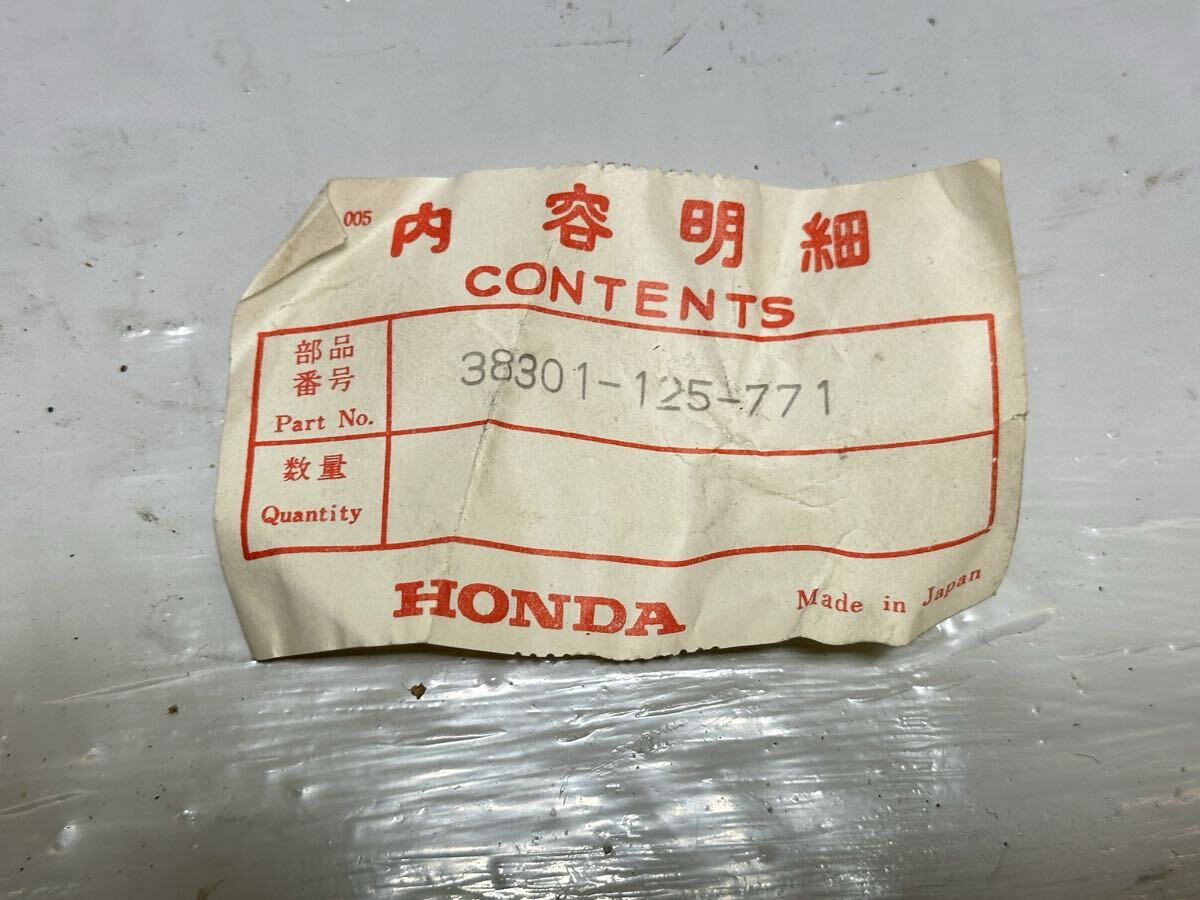 005
内容明細
CONTENTS
部品
番号
Part No.
38301-125-771
数量
Quantity
HONDA
Made in Japan